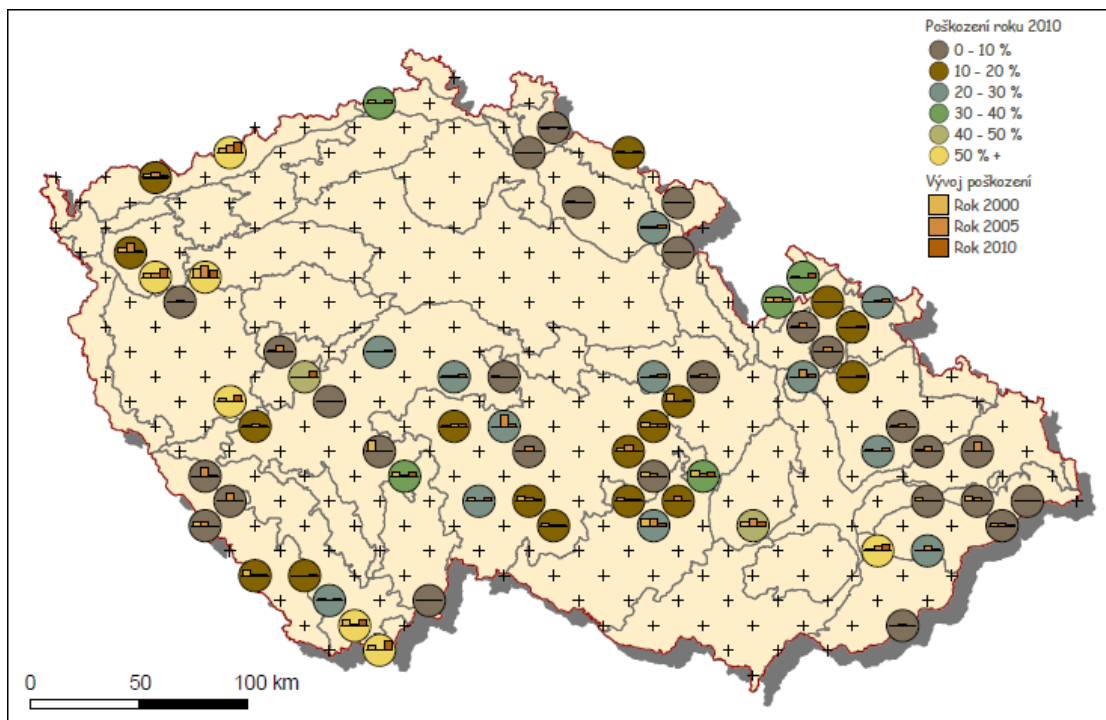 Poškození roku 2010
0 - 10 %
10 - 20 %
20 - 30 %
30 - 40 %
40 - 50 %
50 % +
Vývoj poškození
Rok 2000
Rok 2005
Rok 2010
0 50 100 km